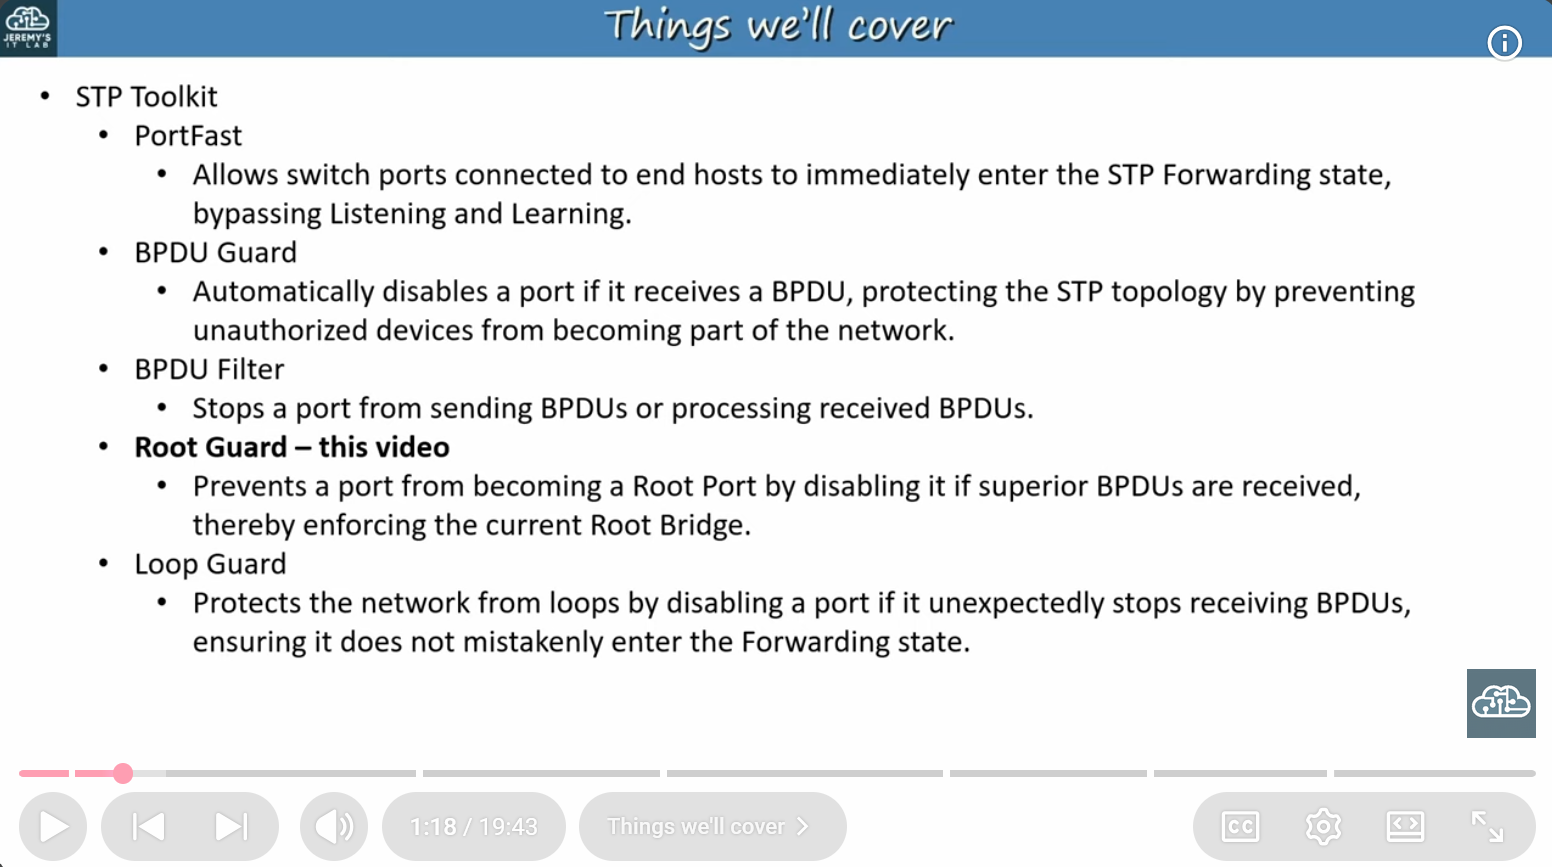 Things we'll cover
JEREMY'S
IT LAB
• STP Toolkit
• PortFast
• Allows switch ports connected to end hosts to immediately enter the STP Forwarding state,
bypassing Listening and Learning.
• BPDU Guard
• Automatically disables a port if it receives a BPDU, protecting the STP topology by preventing
unauthorized devices from becoming part of the network.
• BPDU Filter
• Stops a port from sending BPDUs or processing received BPDUs.
• Root Guard – this video
• Prevents a port from becoming a Root Port by disabling it if superior BPDUs are received,
thereby enforcing the current Root Bridge.
• Loop Guard
• Protects the network from loops by disabling a port if it unexpectedly stops receiving BPDUs,
ensuring it does not mistakenly enter the Forwarding state.
1:18 / 19:43
Things we'll cover
CC